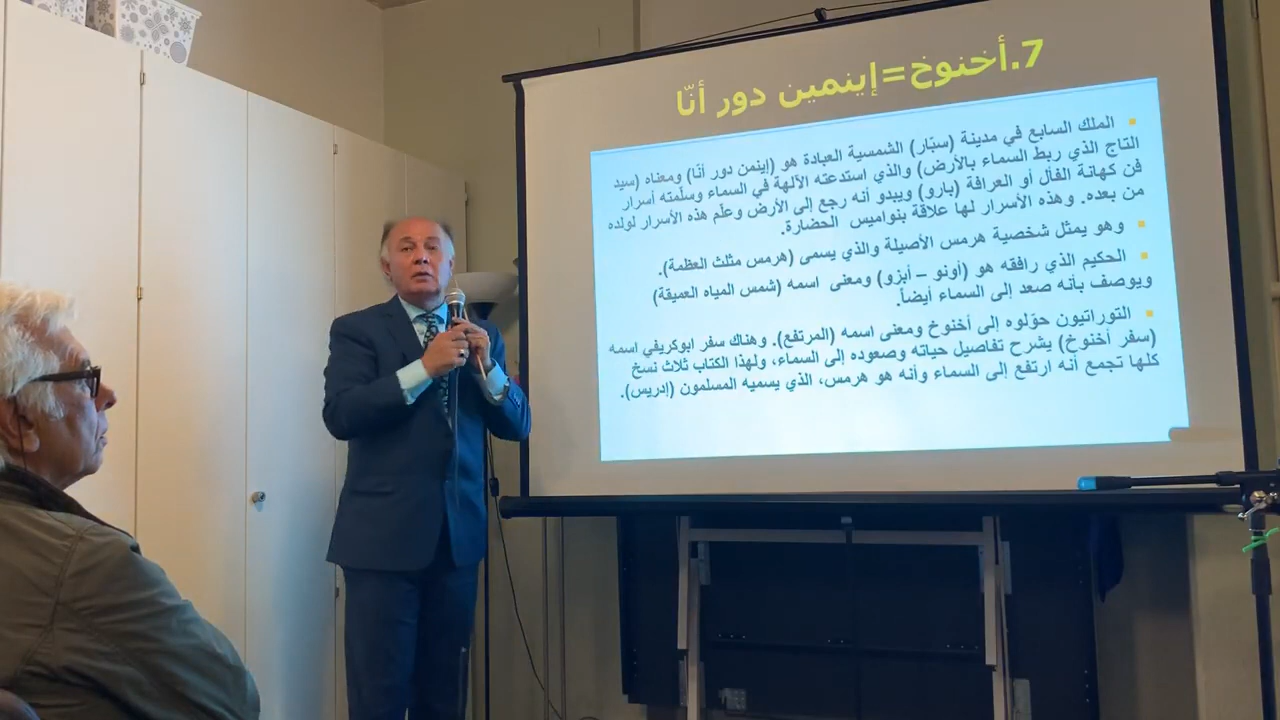 7.أخنوخ=إينمين دور أنّا
الملك السابع في مدينة (سبّار) الشمسية العبادة هو (إينمن دور أنّا) ومعناه (سيد
التاج الذي ربط السماء بالأرض) والذي استدعته الآلهة في السماء وسلّمته أسرار
فن كهانة الفأل أو العرافة (بارو) ويبدو أنه رجع إلى الأرض وعلّم هذه الأسرار لولده
من بعده. وهذه الأسرار لها علاقة بنواميس الحضارة.
وهو يمثل شخصية هرمس الأصيلة والذي يسمى (هرمس مثلث العظمة).
الحكيم الذي رافقه هو (أونو – أبزو) ومعنى اسمه (شمس المياه العميقة)
ويوصف بأنه صعد إلى السماء أيضاً.
التوراتيون حوّلوه إلى أخنوخ ومعنى اسمه (المرتفع). وهناك سفر ابوكريفي اسمه
(سفر أخنوخ) يشرح تفاصيل حياته وصعوده إلى السماء، ولهذا الكتاب ثلاث نسخ
كلها تجمع أنه ارتفع إلى السماء وأنه هو هرمس، الذي يسميه المسلمون (إدريس).